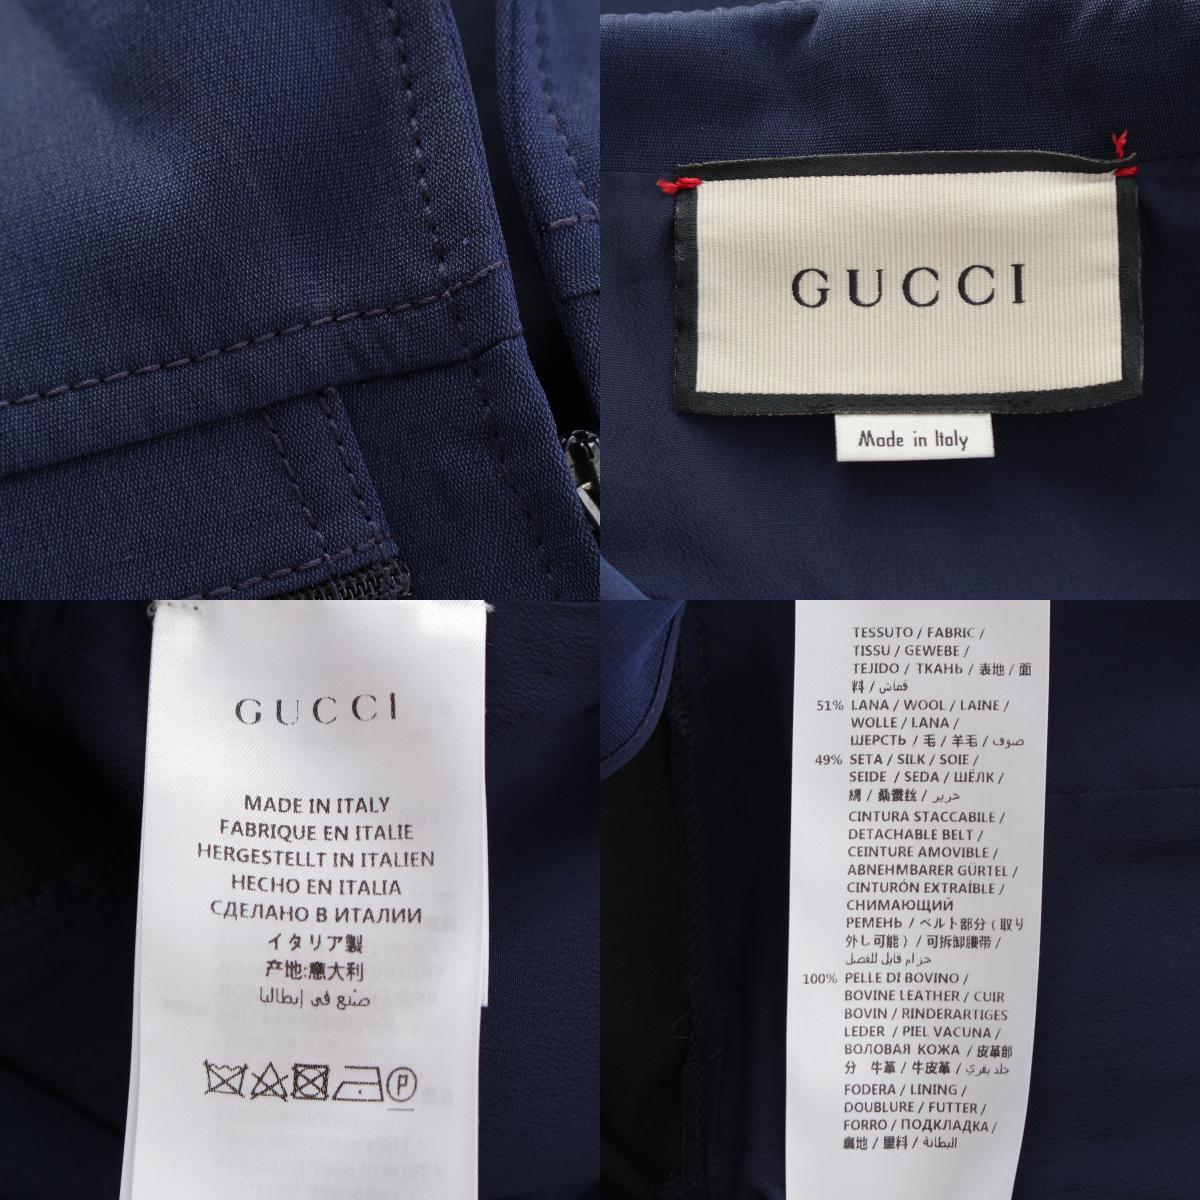 GUCCI
Made in Italy
GUCCI
MADE IN ITALY
FABRIQUE EN ITALIE
HERGESTELLT IN ITALIEN
HECHO EN ITALIA
СДЕЛАНО В ИТАЛИИ
イタリア製
产地:意大利
صنع في إيطاليا
P
TESSUTO / FABRIC /
TISSU / GEWEBE /
TEJIDO / ТКАНЬ / 表地 / 面
料 / قماش
51% LANA / WOOL / LAINE /
WOLLE / LANA /
ШЕРСТЬ / 毛 / 羊毛 / صوف
49% SETA / SILK / SOIE /
SEIDE / SEDA / ШЁЛК /
絹 / 桑蚕丝 / حرير
CINTURA STACCABILE /
DETACHABLE BELT /
CEINTURE AMOVIBLE /
ABNEHMBARER GÜRTEL /
CINTURÓN EXTRAÍBLE /
СНИМАЮЩИЙ
РЕМЕНЬ / ベルト部分 ( 取り
外し可能 ) / 可拆卸腰带 /
حزام قابل للفصل
100% PELLE DI BOVINO /
BOVINE LEATHER / CUIR
BOVIN / RINDERARTIGES
LEDER / PIEL VACUNA /
ВОЛОВАЯ КОЖА / 皮革部
分 牛革 / 牛皮革 / جلد بقري
FODERA / LINING /
DOUBLURE / FUTTER /
FORRO / ПОДКЛАДКА /
裏地 / 里料 / البطانة